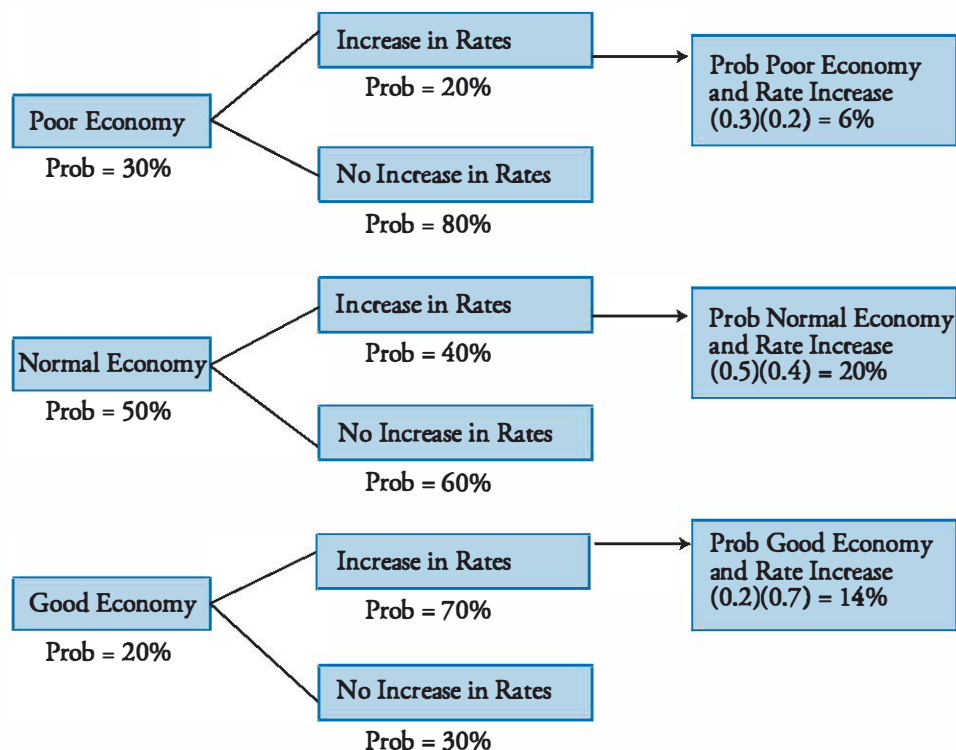 Increase in Rates
Prob = 20%
Prob Poor Economy
and Rate Increase
(0.3)(0.2) = 6%
Poor Economy
Prob = 30%
No Increase in Rates
Prob = 80%
Increase in Rates
Prob = 40%
Prob Normal Economy
and Rate Increase
(0.5)(0.4) = 20%
Normal Economy
Prob = 50%
No Increase in Rates
Prob = 60%
Increase in Rates
Prob = 70%
Prob Good Economy
and Rate Increase
(0.2)(0.7) = 14%
Good Economy
Prob = 20%
No Increase in Rates
Prob = 30%